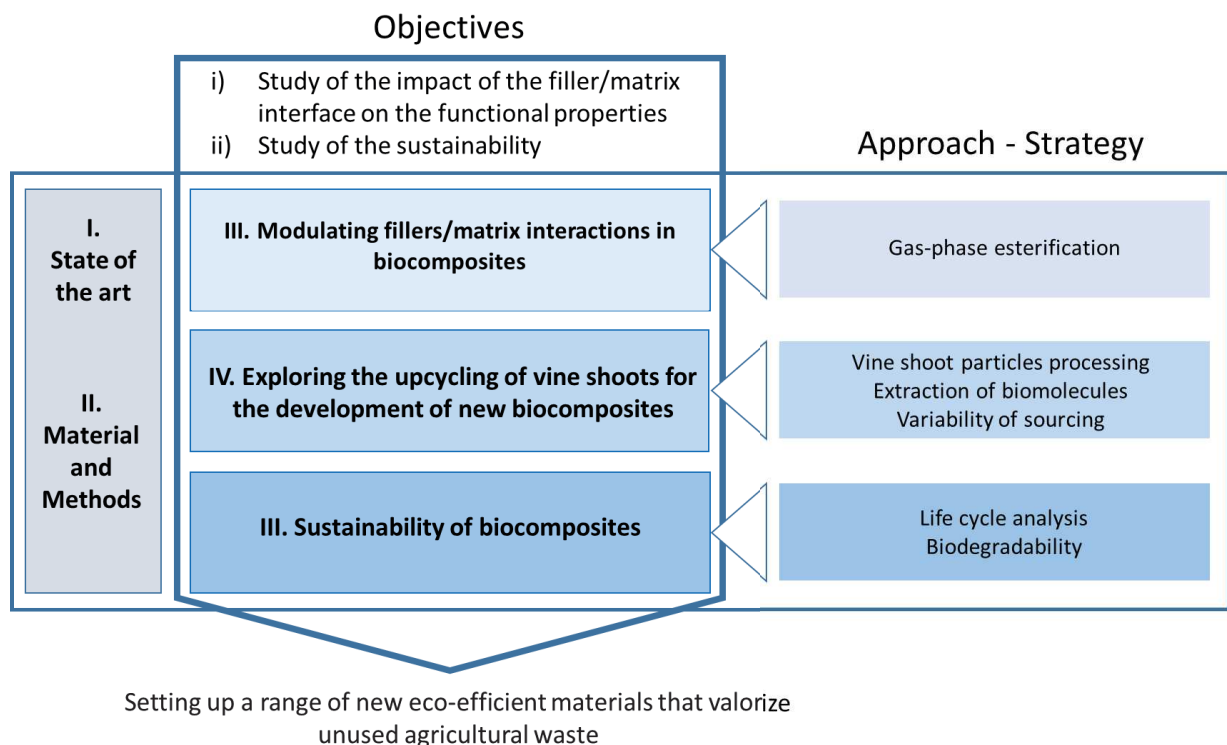 Objectives
i) Study of the impact of the filler/matrix
interface on the functional properties
ii) Study of the sustainability
Approach - Strategy
I.
State of
the art
II.
Material
and
Methods
III. Modulating fillers/matrix interactions in
biocomposites
Gas-phase esterification
IV. Exploring the upcycling of vine shoots for
the development of new biocomposites
Vine shoot particles processing
Extraction of biomolecules
Variability of sourcing
III. Sustainability of biocomposites
Life cycle analysis
Biodegradability
Setting up a range of new eco-efficient materials that valorize
unused agricultural waste